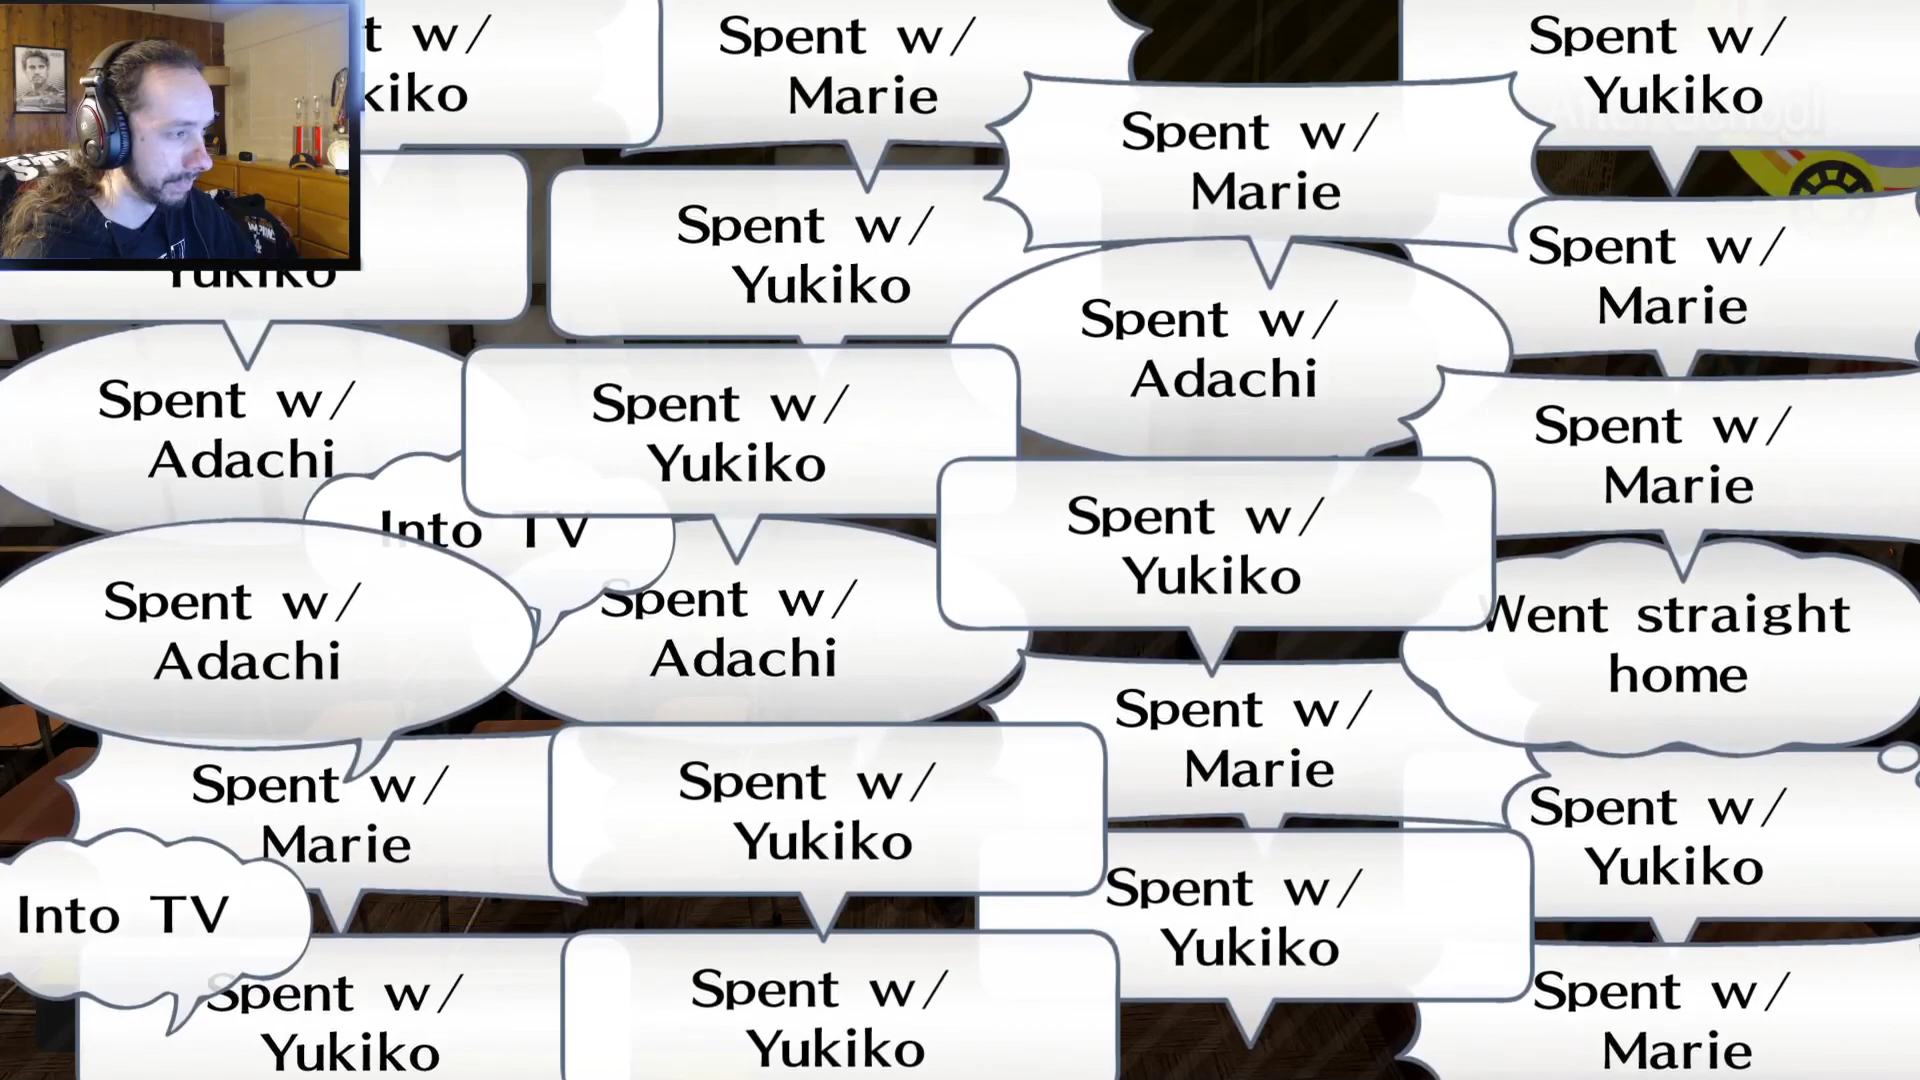 t w/
kiko
Spent w/
Marie
Spent w/
Yukiko
Spent w/
Marie
Yukiko
Spent w/
Yukiko
Spent w/
Marie
Spent w/
Adachi
Spent w/
Adachi
Spent w/
Yukiko
Spent w/
Marie
Into TV
Spent w/
Yukiko
Spent w/
Adachi
Spent w/
Adachi
Went straight
home
Spent w/
Marie
Spent w/
Marie
Spent w/
Yukiko
Spent w/
Yukiko
Into TV
Spent w/
Yukiko
Spent w/
Yukiko
Spent w/
Yukiko
Spent w/
Marie